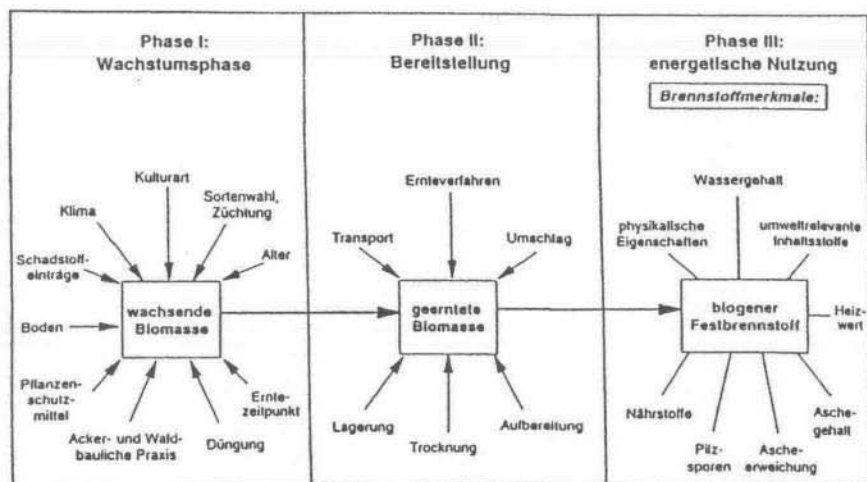 Phase I:
Wachstumsphase
Kulturart
Klima
Sortenwahl,
Züchtung
Alter
Schadstoff-
einträge
wachsende
Biomasse
Boden
Pflanzen-
schutz-
mittel
Acker- und Wald-
bauliche Praxis
Düngung
Ernte-
zeitpunkt
Phase II:
Bereitstellung
Ernteverfahren
Transport
Umschlag
geerntete
Biomasse
Lagerung
Trocknung
Aufbereitung
Phase III:
energetische Nutzung
Brennstoffmerkmale:
Wassergehalt
physikalische
Eigenschaften
umweltrelevante
Inhaltsstoffe
biogener
Festbrennstoff
Heiz-
wert
Nährstoffe
Pilz-
sporen
Asche-
erweichung
Asche-
gehalt